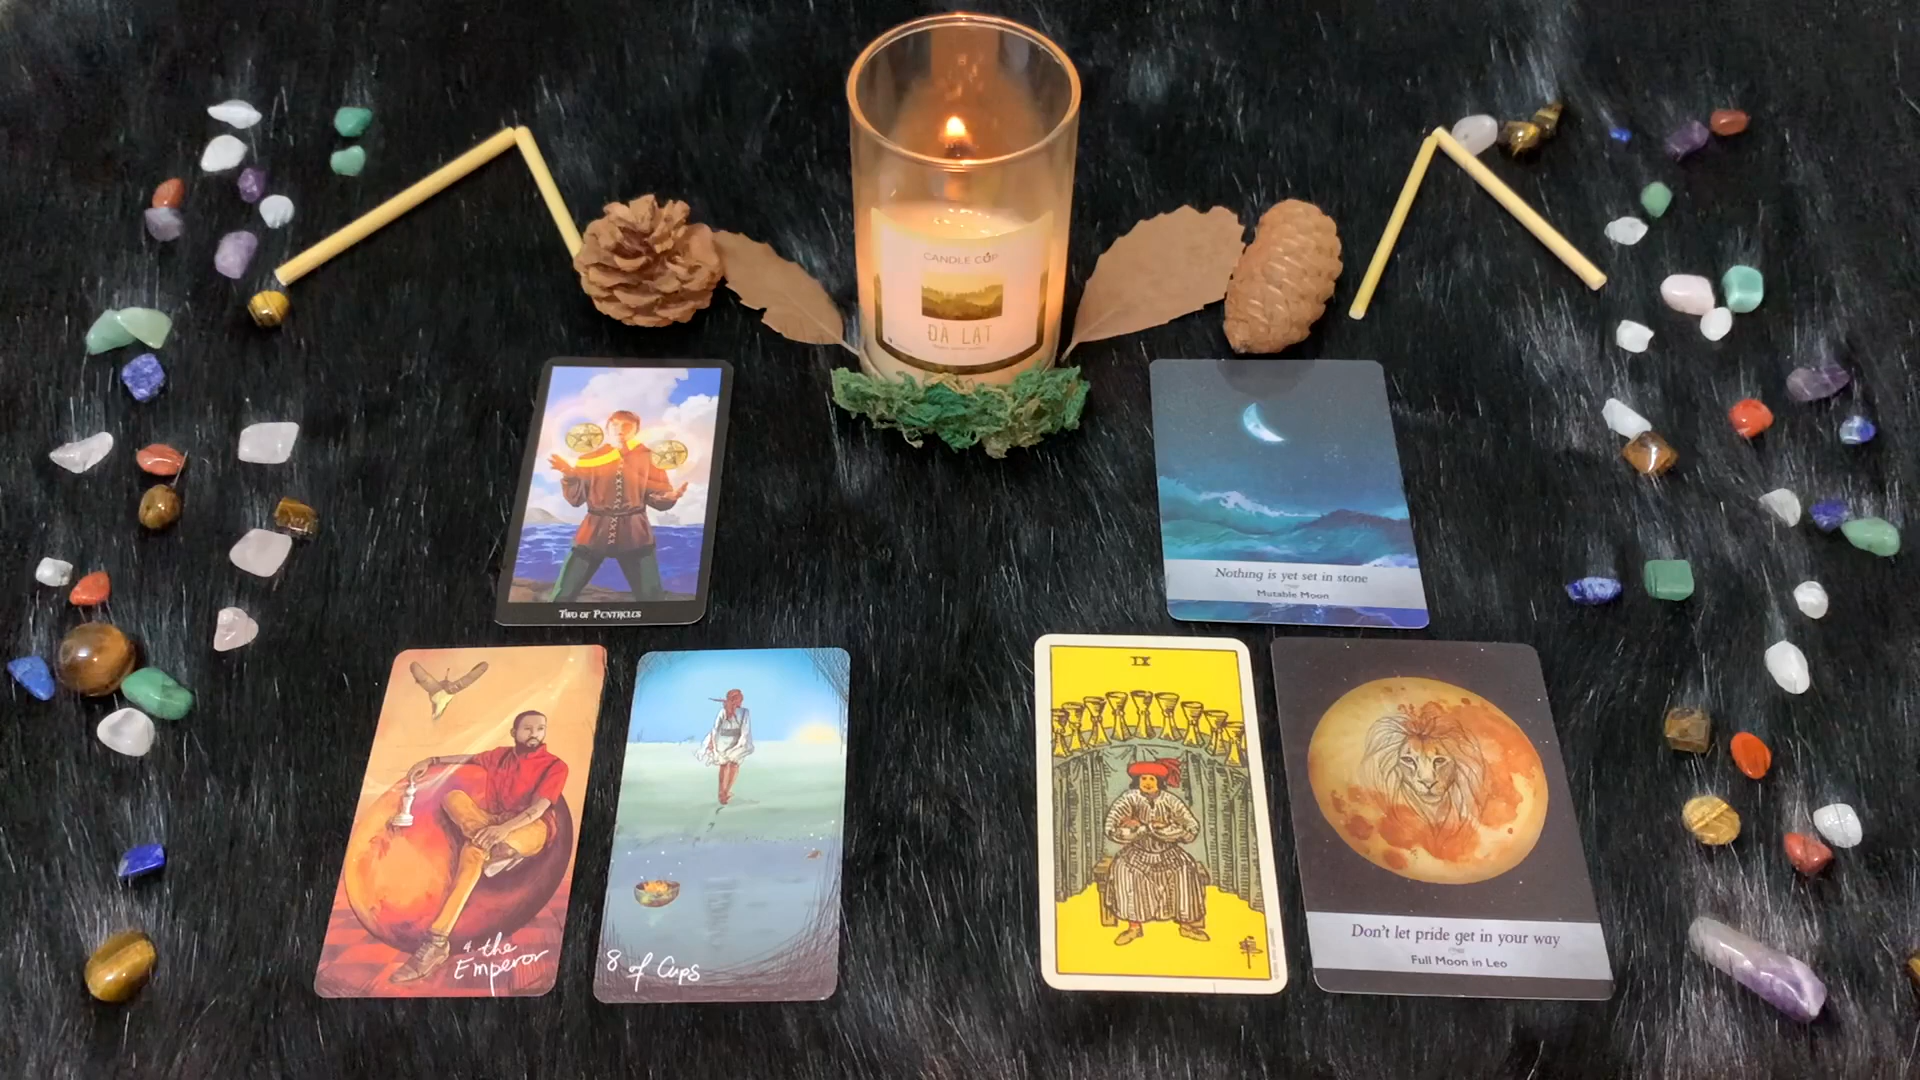 CANDLE CUP
ĐÀ LẠT
Two of Pentacles
Nothing is yet set in stone
Mutable Moon
4. the
Emperor
8 of Cups
IX
Don't let pride get in your way
Full Moon in Leo